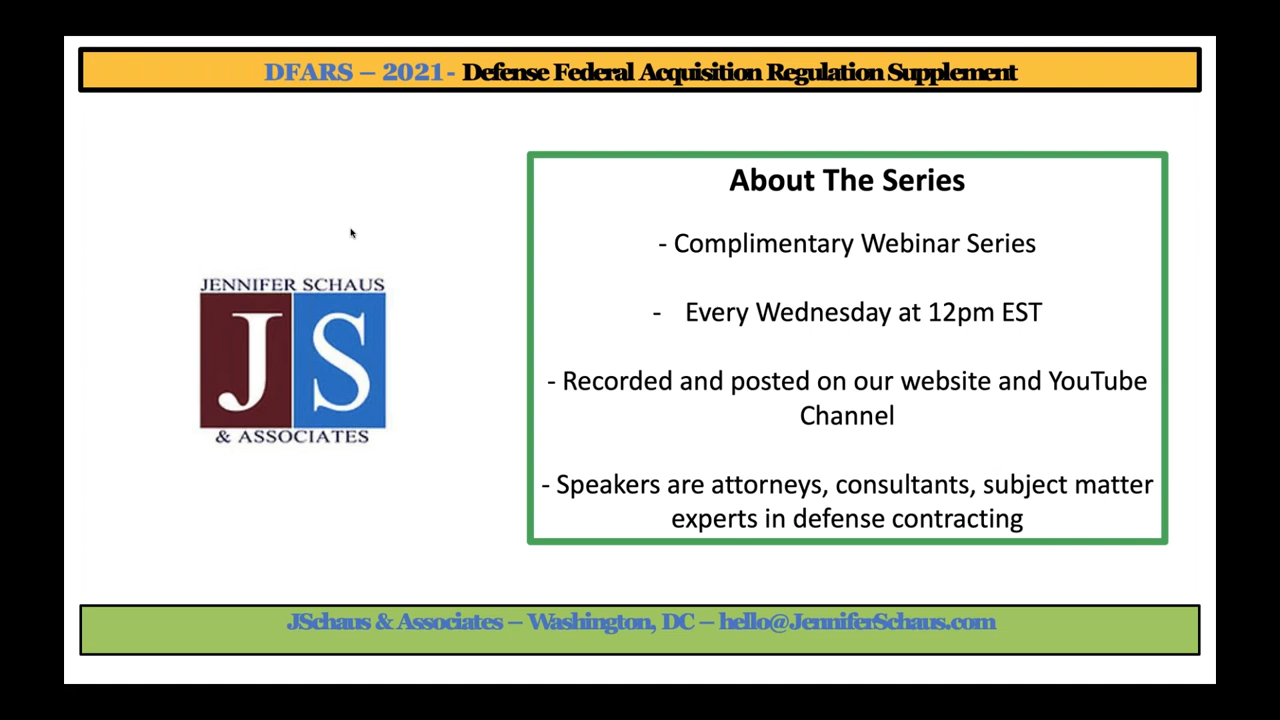 DFARS – 2021 - Defense Federal Acquisition Regulation Supplement
About The Series
- Complimentary Webinar Series
- Every Wednesday at 12pm EST
- Recorded and posted on our website and YouTube
Channel
- Speakers are attorneys, consultants, subject matter
experts in defense contracting
JENNIFER SCHAUS
JS
& ASSOCIATES
JSchaus & Associates – Washington, DC – hello@JenniferSchaus.com